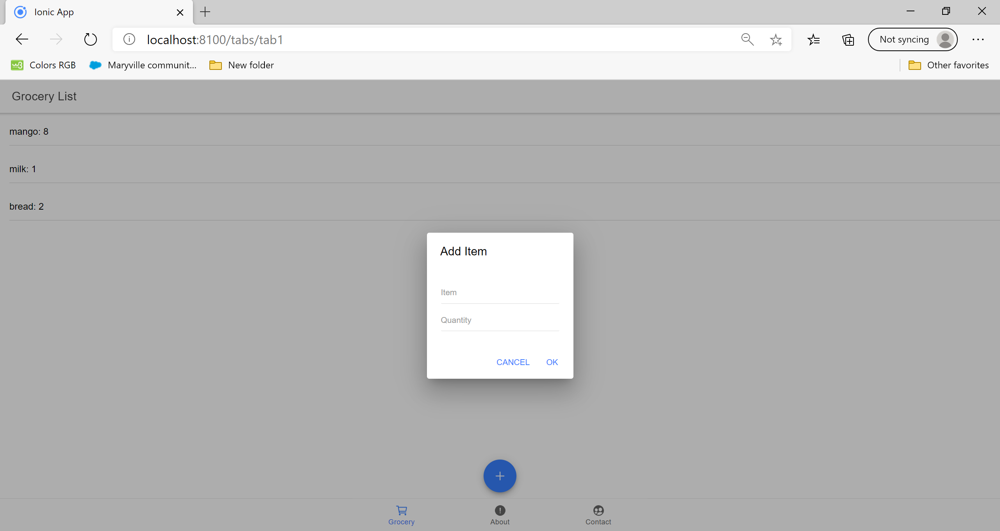 Ionic App
localhost:8100/tabs/tab1
Not syncing
Colors RGB
Maryville communit...
New folder
Other favorites
Grocery List
mango: 8
milk: 1
bread: 2
Add Item
Item
Quantity
CANCEL OK
Grocery
About
Contact